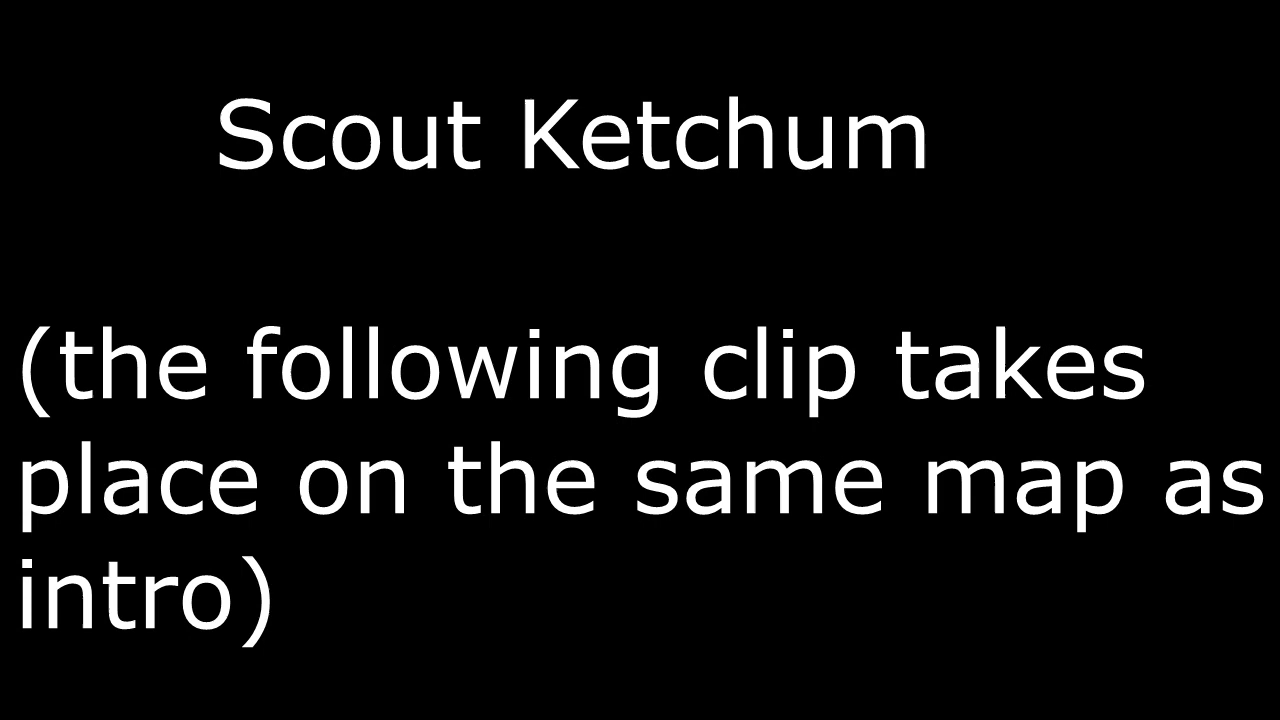 Scout Ketchum
(the following clip takes
place on the same map as
intro)